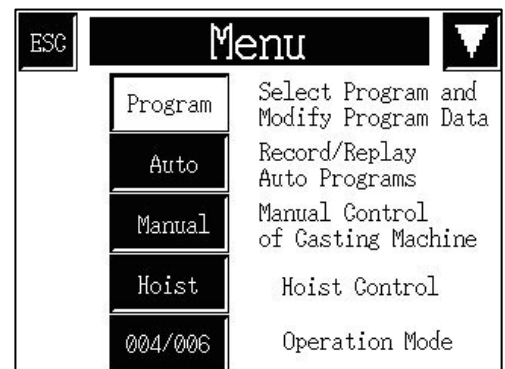 ESC Menu
Program Select Program and
Modify Program Data
Auto Record/Replay
Auto Programs
Manual Manual Control
of Casting Machine
Hoist Hoist Control
004/006 Operation Mode